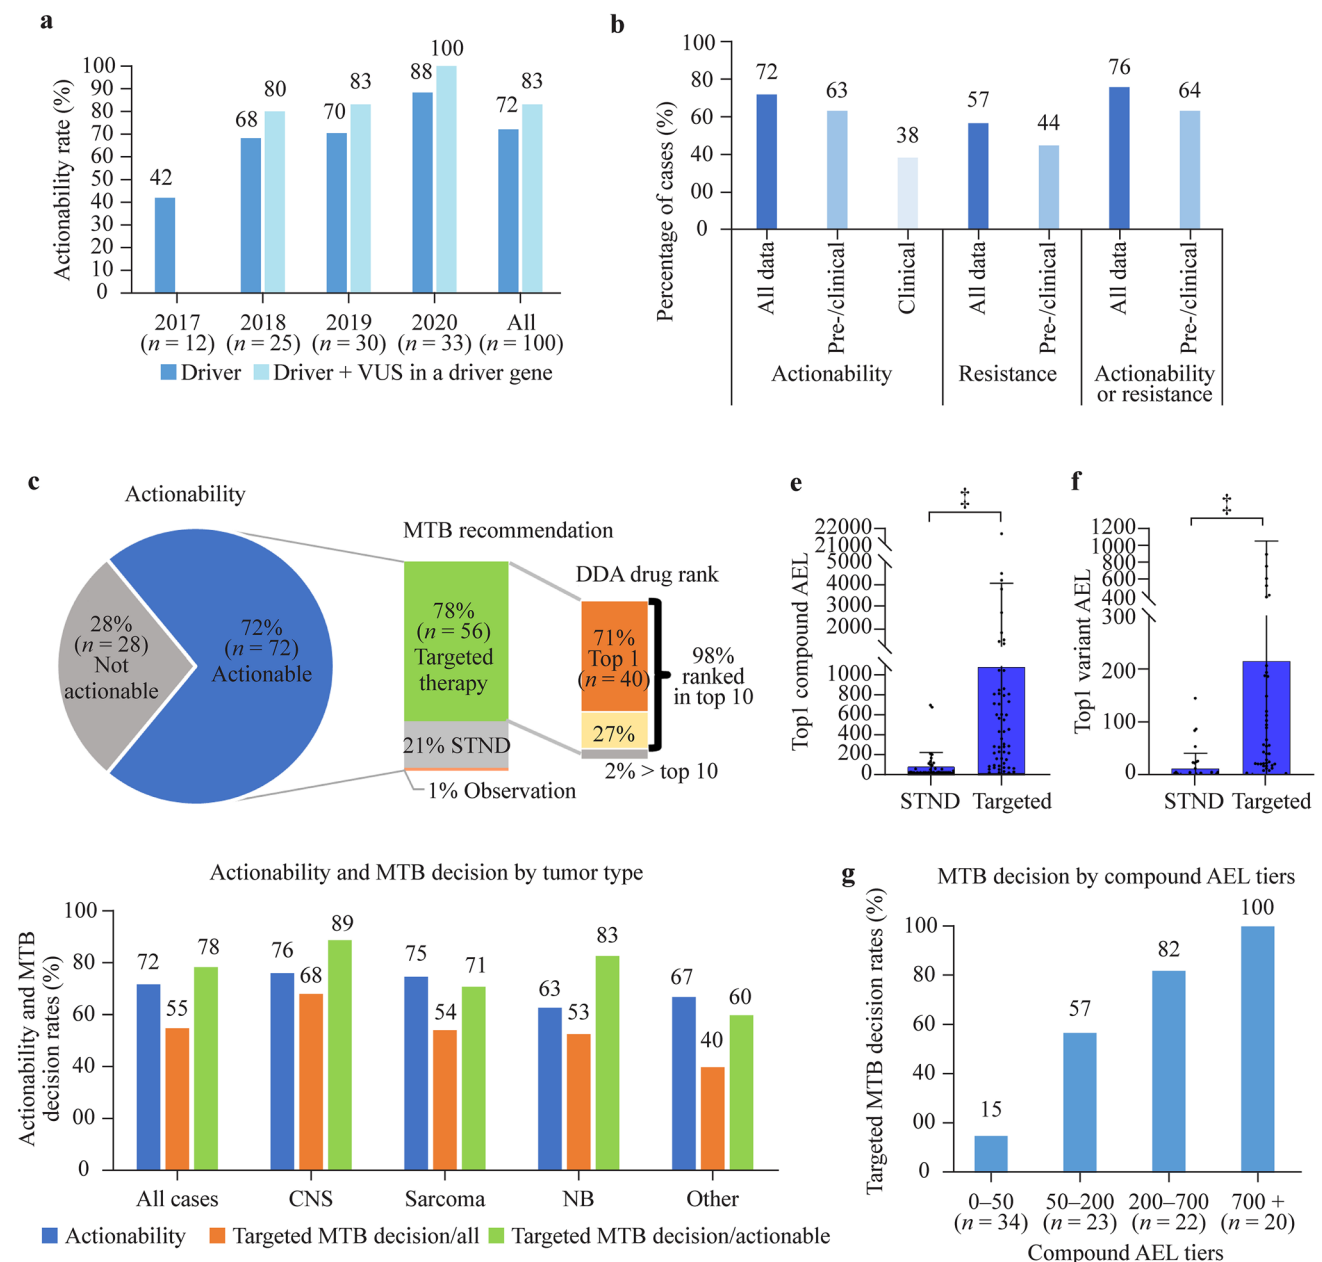 a
Actionability rate (%)
100
90
80
70
60
50
40
30
20
10
0
42
68
80
70
83
88
100
72
83
2017
2018
2019
2020
All
(n = 12)
(n = 25)
(n = 30)
(n = 33)
(n = 100)
Driver
Driver + VUS in a driver gene
b
Percentage of cases (%)
100
80
60
40
00
0
72
63
38
57
44
76
64
All data
Pre-/clinical
Clinical
All data
Pre-/clinical
All data
Pre-/clinical
Actionability
Resistance
Actionability
or resistance
c
Actionability
28%
(n = 28)
Not
actionable
72%
(n = 72)
Actionable
MTB recommendation
78%
(n = 56)
Targeted
therapy
21% STND
1% Observation
DDA drug rank
71%
Top 1
(n = 40)
27%
2% > top 10
98%
ranked
in top 10
e
Top1 compound AEL
22000
21000
5000
4000
3000
2000
1000
800
600
400
200
0
‡
STND
Targeted
f
Top1 variant AEL
1200
1000
800
600
400
300
200
100
0
‡
STND
Targeted
Actionability and MTB decision by tumor type
Actionability and MTB
decision rates (%)
100
80
60
40
00
0
72
55
78
76
68
89
75
54
71
63
53
83
67
40
60
All cases
CNS
Sarcoma
NB
Other
Actionability
Targeted MTB decision/all
Targeted MTB decision/actionable
g
MTB decision by compound AEL tiers
Targeted MTB decision rates (%)
100
80
60
40
00
0
15
57
82
100
0–50
50–200
200–700
700 +
(n = 34)
(n = 23)
(n = 22)
(n = 20)
Compound AEL tiers